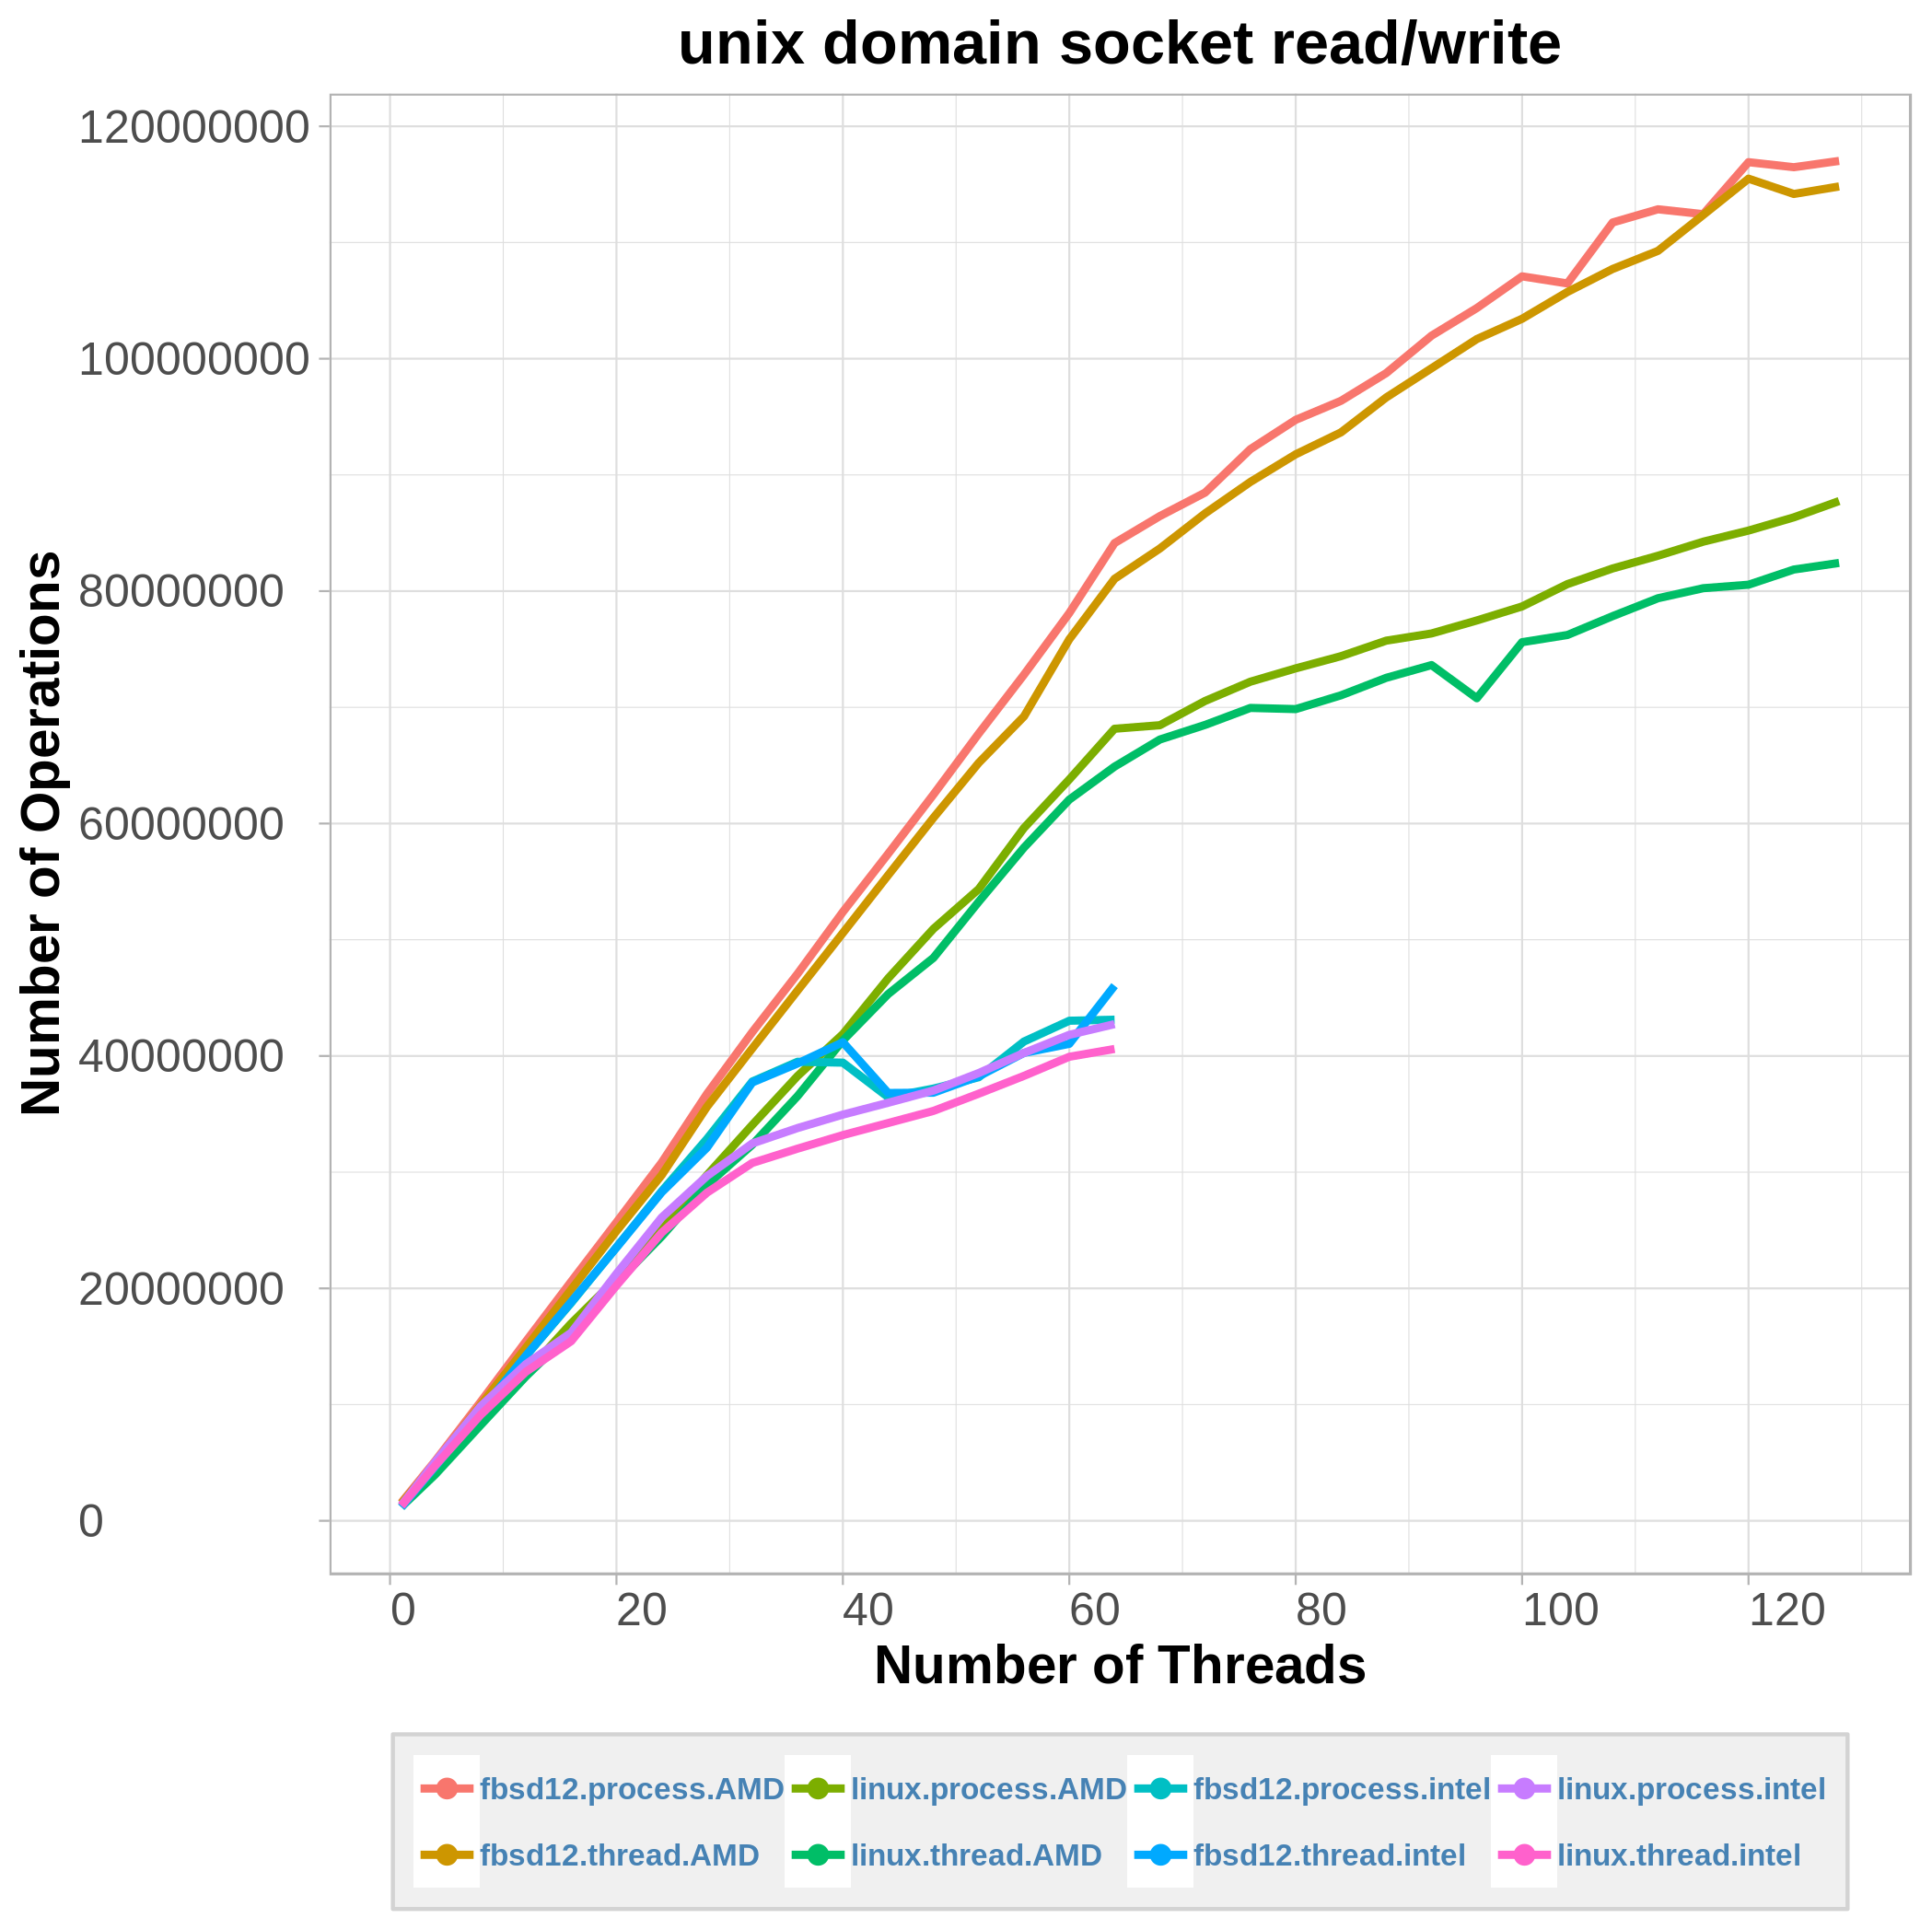 unix domain socket read/write
Number of Operations
120000000
100000000
80000000
60000000
40000000
20000000
0
0 20 40 60 80 100 120
Number of Threads
fbsd12.process.AMD linux.process.AMD fbsd12.process.intel linux.process.intel
fbsd12.thread.AMD linux.thread.AMD fbsd12.thread.intel linux.thread.intel